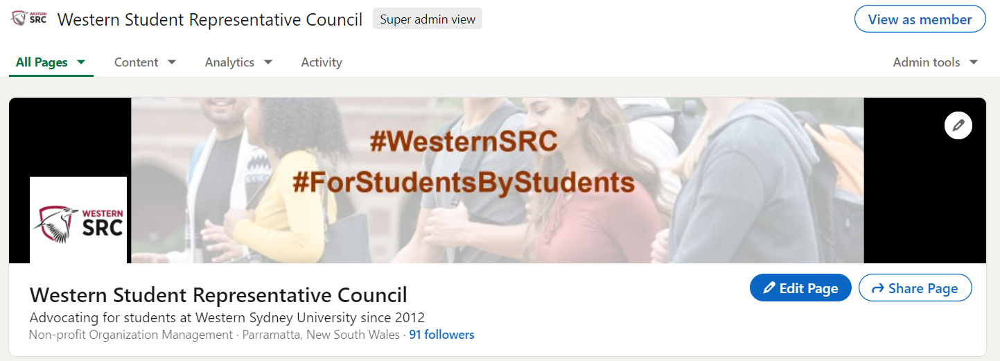 WESTERN
SRC
Western Student Representative Council
Super admin view
View as member
All Pages
Content
Analytics
Activity
Admin tools
#WesternSRC
#ForStudentsByStudents
WESTERN
SRC
Edit Page
Share Page
Western Student Representative Council
Advocating for students at Western Sydney University since 2012
Non-profit Organization Management · Parramatta, New South Wales · 91 followers